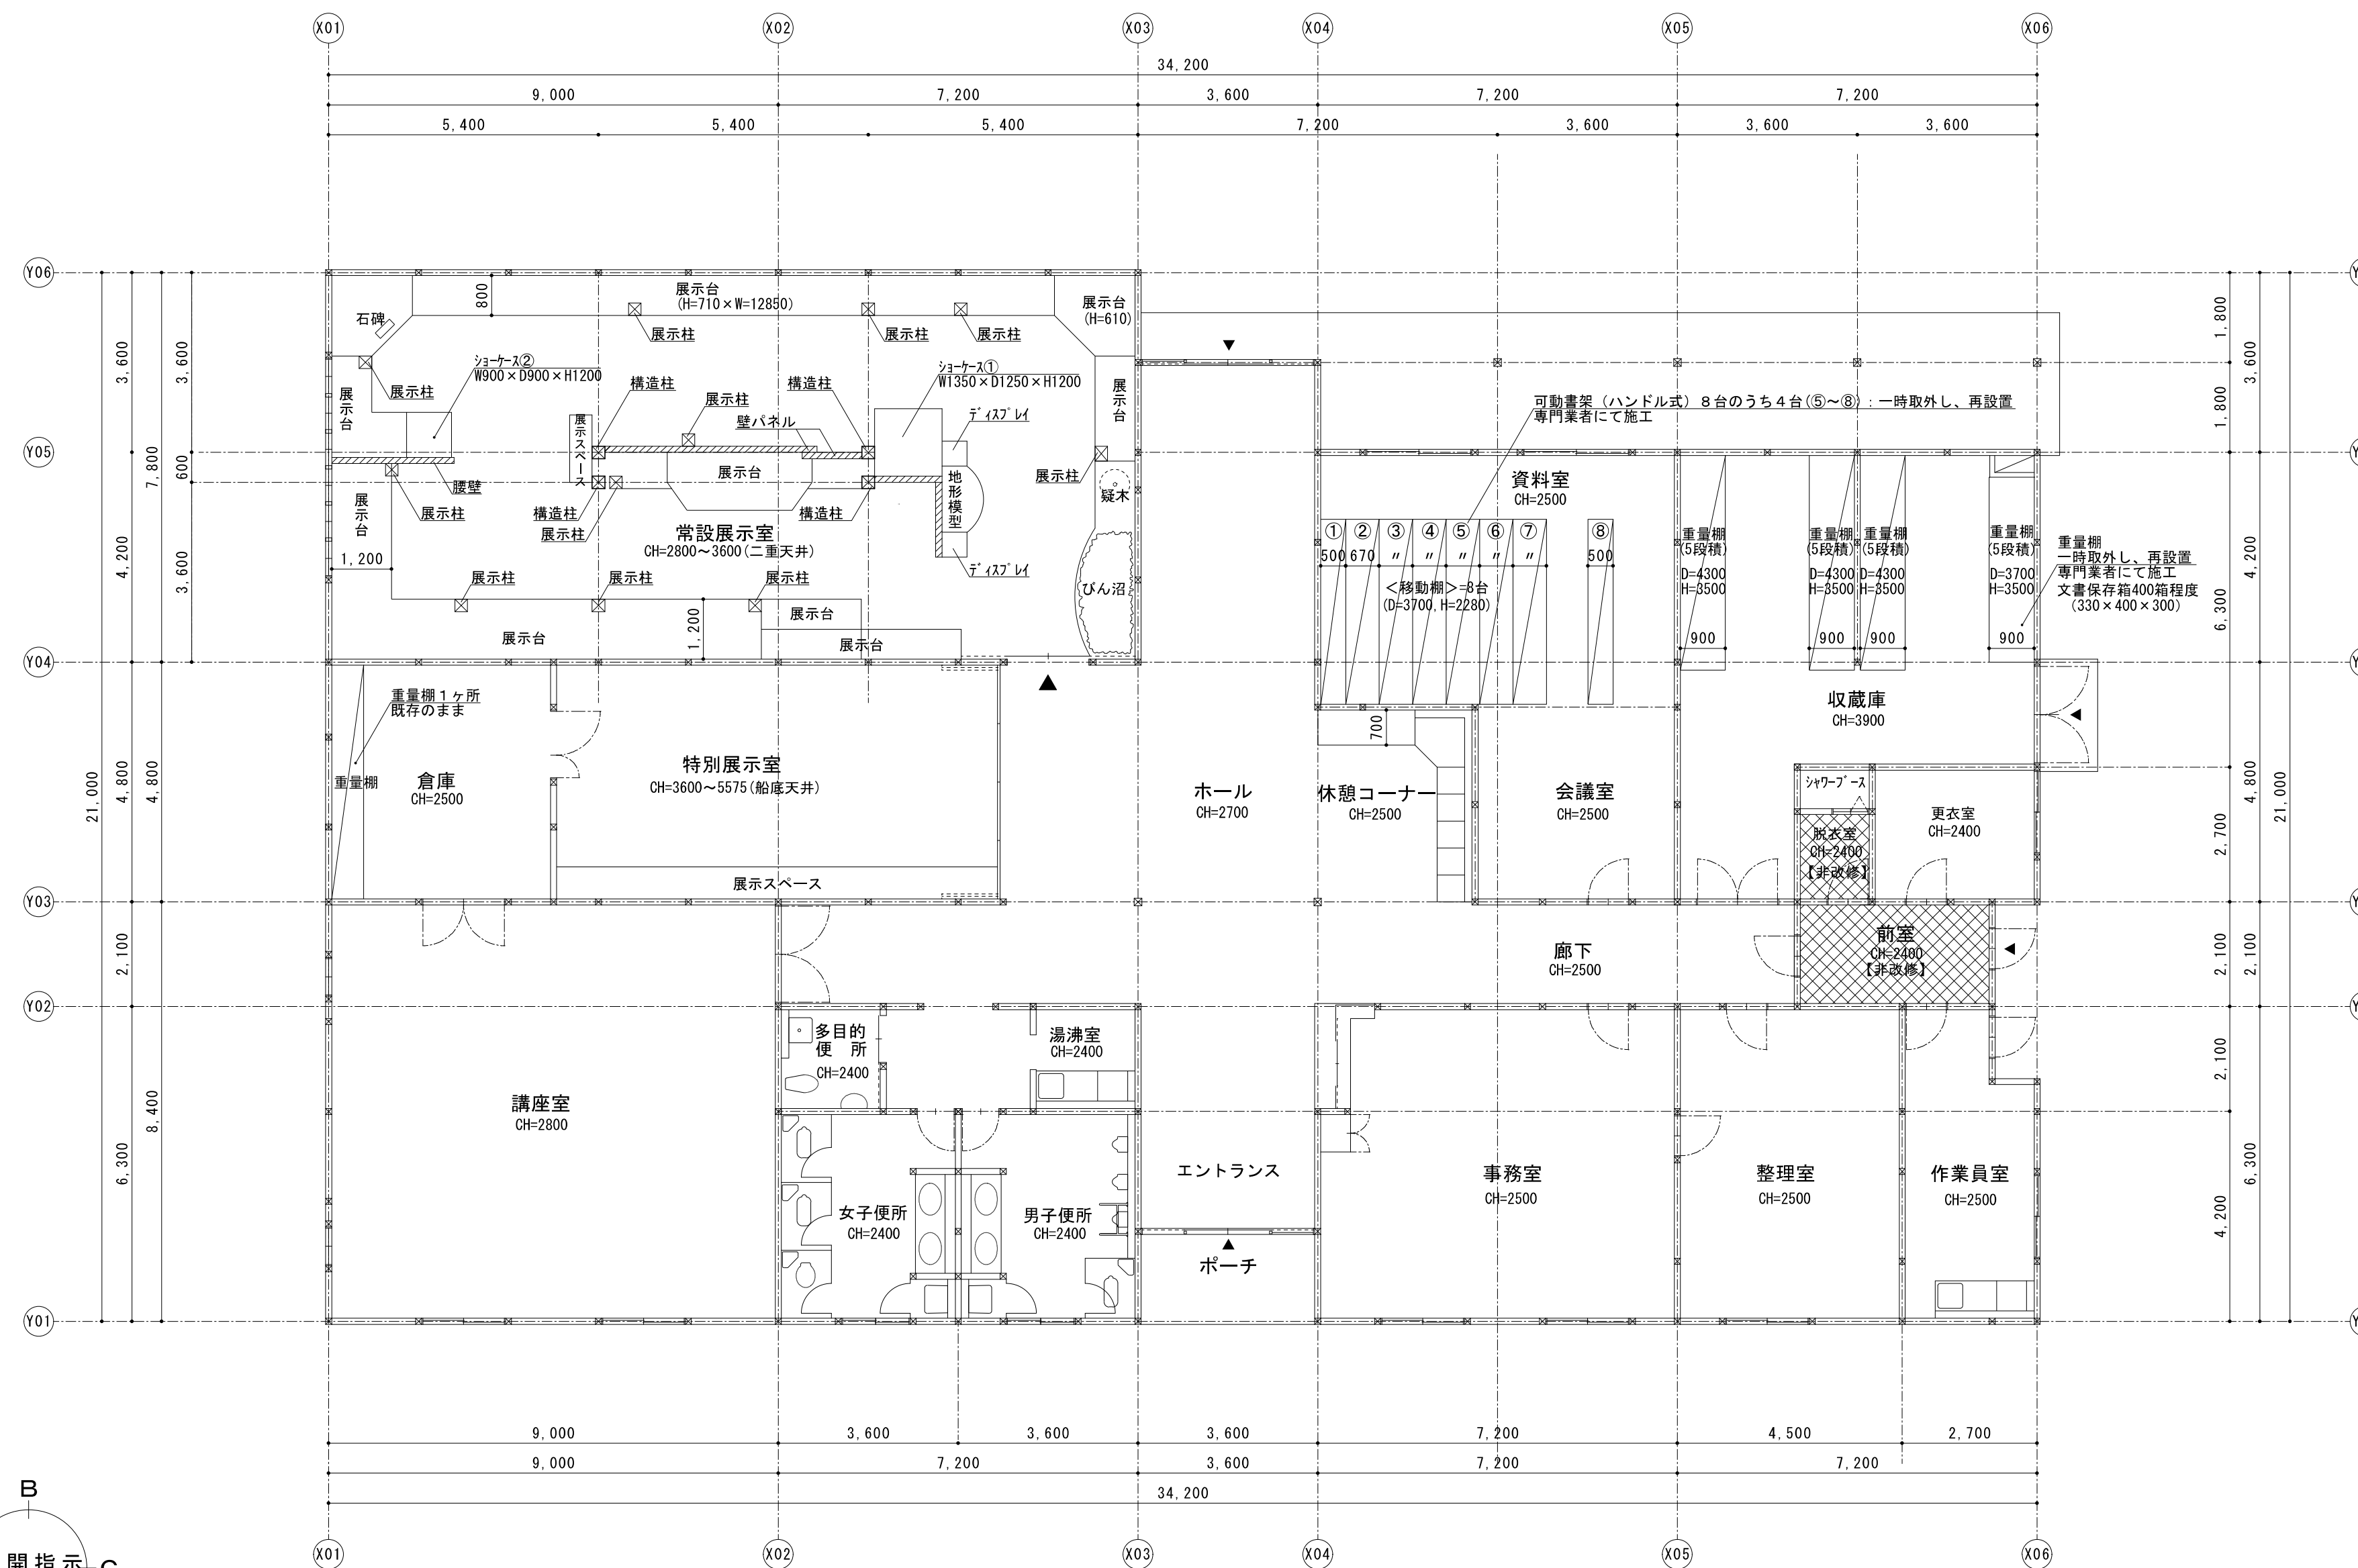 X01 X02 X03 X04 X05 X06
34,200
9,000 7,200 3,600 7,200 7,200
5,400 5,400 5,400 7,200 3,600 3,600 3,600
Y06
Y05
Y04
Y03
Y02
Y01
21,000
3,600
4,200
4,800
2,100
6,300
7,800
4,800
8,400
3,600
600
3,600
石碑
800
展示台
(H=710×W=12850)
展示台
(H=610)
展示柱
展示柱
展示柱
展示柱
ショーケース②
W900×D900×H1200
構造柱
展示柱
構造柱
壁パネル
ショーケース①
W1350×D1250×H1200
ディスプレイ
展示台
展示台
展示スペース
展示台
地形模型
展示柱
疑木
腰壁
展示柱
展示台
構造柱
展示柱
構造柱
常設展示室
CH=2800～3600(二重天井)
ディスプレイ
1,200
展示柱
展示柱
展示柱
びん沼
展示台
1,200
展示台
展示台
可動書架（ハンドル式）８台のうち４台(⑤～⑧)：一時取外し、再設置
専門業者にて施工
資料室
CH=2500
① ② ③ ④ ⑤ ⑥ ⑦ ⑧
500 670 〃 〃 〃 〃 〃 500
＜移動棚＞=8台
(D=3700,H=2280)
重量棚
(5段積)
D=4300
H=3500
900
重量棚
(5段積)
D=4300
H=3500
900
重量棚
(5段積)
D=4300
H=3500
900
重量棚
(5段積)
D=3700
H=3500
900
重量棚
一時取外し、再設置
専門業者にて施工
文書保存箱400箱程度
（330×400×300）
重量棚１ヶ所
既存のまま
重量棚
倉庫
CH=2500
特別展示室
CH=3600～5575(船底天井)
展示スペース
ホール
CH=2700
700
休憩コーナー
CH=2500
会議室
CH=2500
収蔵庫
CH=3900
シャワーブース
脱衣室
CH=2400
【非改修】
更衣室
CH=2400
前室
CH=2400
【非改修】
廊下
CH=2500
講座室
CH=2800
多目的
便　所
CH=2400
湯沸室
CH=2400
女子便所
CH=2400
男子便所
CH=2400
エントランス
ポーチ
事務室
CH=2500
整理室
CH=2500
作業員室
CH=2500
1,800
1,800
6,300
2,700
2,100
2,100
4,200
3,600
4,200
4,800
2,100
6,300
21,000
Y
Y
Y
Y
Y
Y
9,000 3,600 3,600 3,600 7,200 4,500 2,700
9,000 7,200 3,600 7,200 7,200
34,200
X01 X02 X03 X04 X05 X06
B
開指示
C